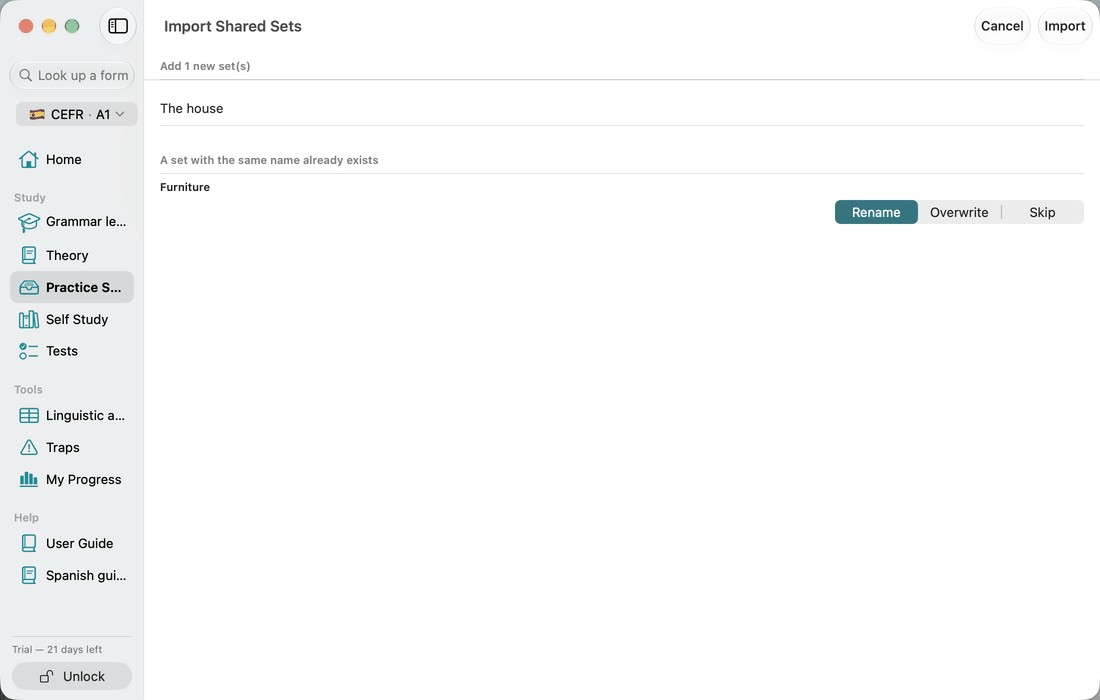 Import Shared Sets
Cancel
Import
Look up a form
CEFR · A1
Home
Study
Grammar le...
Theory
Practice S...
Self Study
Tests
Tools
Linguistic a...
Traps
My Progress
Help
User Guide
Spanish gui...
Trial — 21 days left
Unlock
Add 1 new set(s)
The house
A set with the same name already exists
Furniture
Rename
Overwrite
Skip